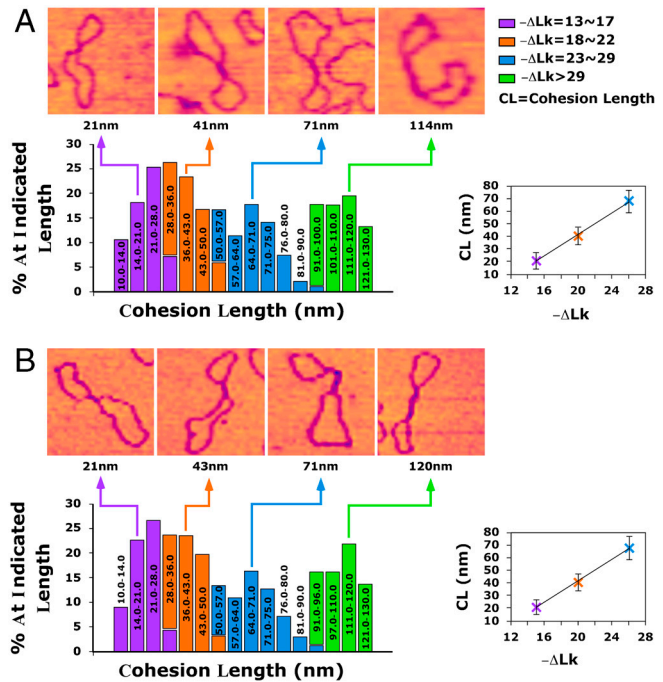 A
−ΔLk=13~17
−ΔLk=18~22
−ΔLk=23~29
−ΔLk>29
CL=Cohesion Length
21nm 41nm 71nm 114nm
% At Indicated
Length
30
25
20
15
10
5
0
10.0-14.0
14.0-21.0
21.0-28.0
28.0-36.0
36.0-43.0
43.0-50.0
50.0-57.0
57.0-64.0
64.0-71.0
71.0-75.0
76.0-80.0
81.0-90.0
91.0-100.0
101.0-110.0
111.0-120.0
121.0-130.0
Cohesion Length (nm)
CL (nm)
80
70
60
50
40
30
20
10
12 16 20 24 28
−ΔLk
B
21nm 43nm 71nm 120nm
% At Indicated
Length
30
25
20
15
10
5
0
10.0-14.0
14.0-21.0
21.0-28.0
28.0-36.0
36.0-43.0
43.0-50.0
50.0-57.0
57.0-64.0
64.0-71.0
71.0-75.0
76.0-80.0
81.0-90.0
91.0-96.0
97.0-110.0
111.0-120.0
121.0-130.0
Cohesion Length (nm)
CL (nm)
80
70
60
50
40
30
20
10
12 16 20 24 28
−ΔLk